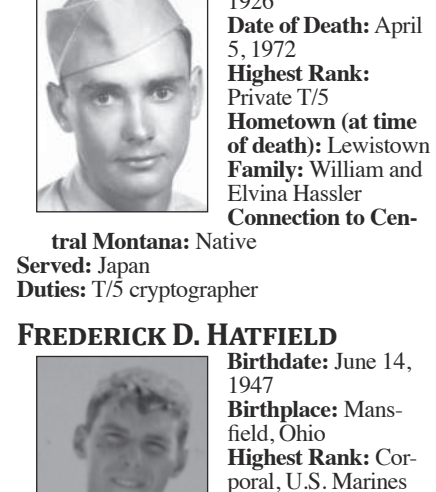 1926
Date of Death: April
5, 1972
Highest Rank:
Private T/5
Hometown (at time
of death): Lewistown
Family: William and
Elvina Hassler
Connection to Cen-
tral Montana: Native
Served: Japan
Duties: T/5 cryptographer
FREDERICK D. HATFIELD
Birthdate: June 14,
1947
Birthplace: Mans-
field, Ohio
Highest Rank: Cor-
poral, U.S. Marines